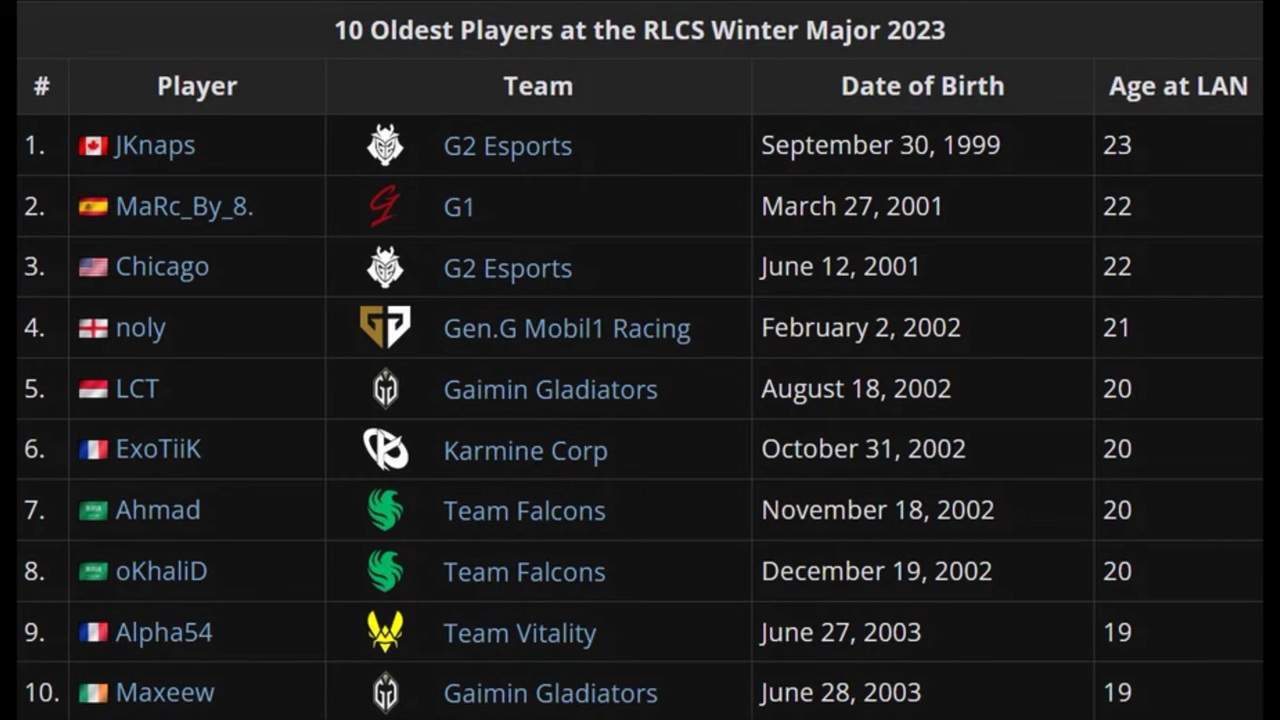 10 Oldest Players at the RLCS Winter Major 2023
# Player Team Date of Birth Age at LAN
1. JKnaps G2 Esports September 30, 1999 23
2. MaRc_By_8. G1 March 27, 2001 22
3. Chicago G2 Esports June 12, 2001 22
4. noly Gen.G Mobil1 Racing February 2, 2002 21
5. LCT Gaimin Gladiators August 18, 2002 20
6. ExoTiiK Karmine Corp October 31, 2002 20
7. Ahmad Team Falcons November 18, 2002 20
8. oKhaliD Team Falcons December 19, 2002 20
9. Alpha54 Team Vitality June 27, 2003 19
10. Maxeew Gaimin Gladiators June 28, 2003 19